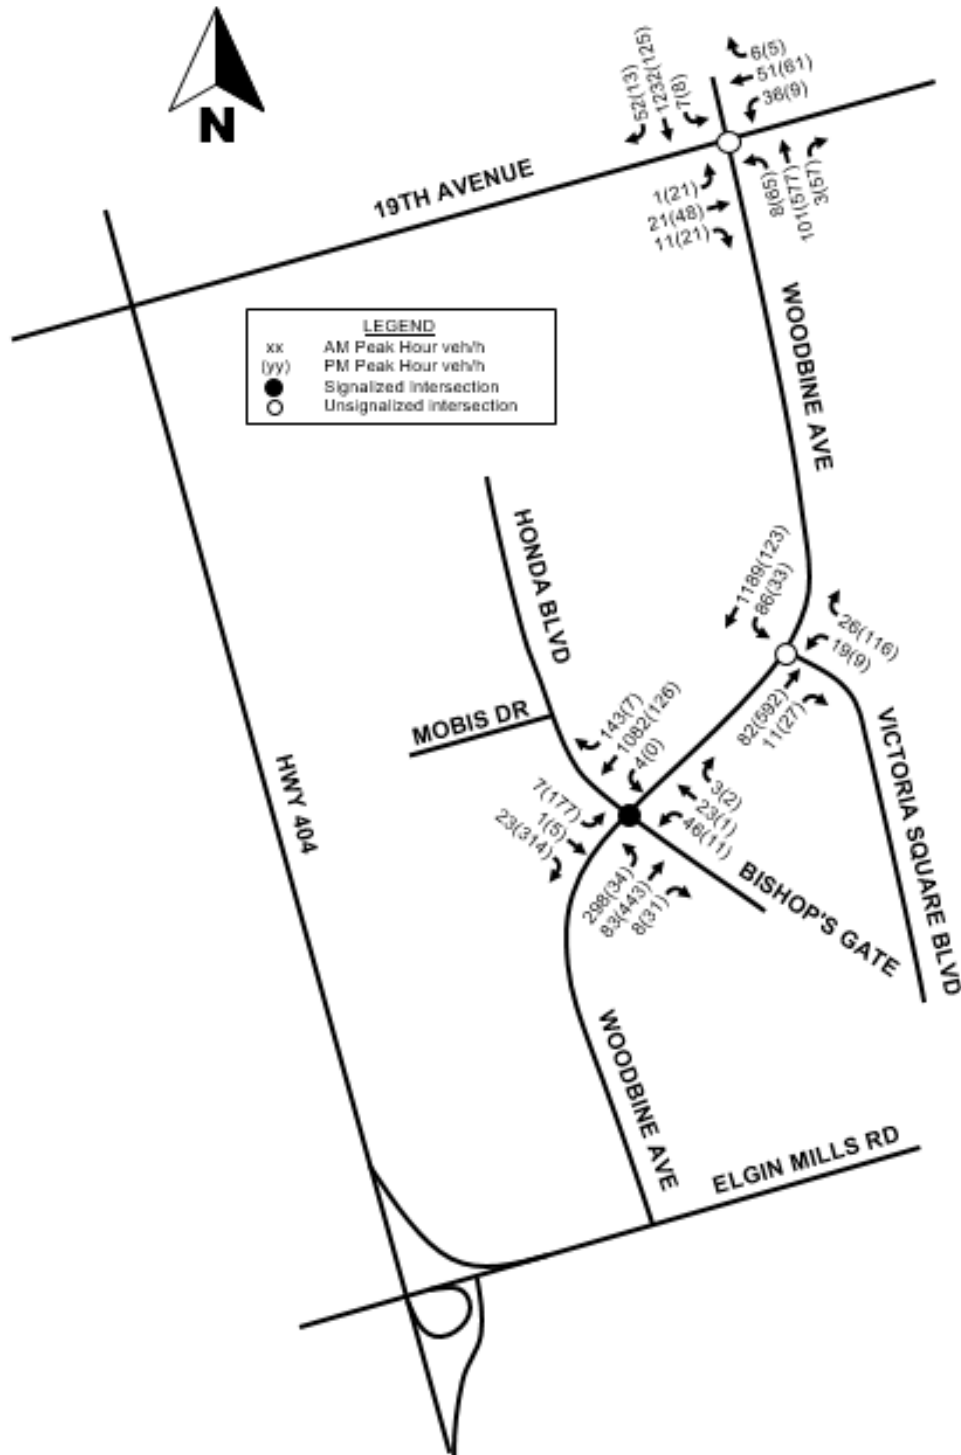 N
52(13)
1232(125)
7(8)
6(5)
51(61)
36(9)
19TH AVENUE
1(21)
21(48)
11(21)
8(65)
101(577)
3(57)
WOODBINE AVE
LEGEND
xx AM Peak Hour veh/h
(yy) PM Peak Hour veh/h
Signalized Intersection
Unsignalized Intersection
HONDA BLVD
1189(123)
86(33)
26(116)
19(9)
82(592)
11(27)
MOBIS DR
143(7)
1082(126)
4(0)
HWY 404
7(177)
1(5)
23(314)
3(2)
23(1)
46(11)
298(34)
83(443)
8(31)
BISHOP'S GATE
VICTORIA SQUARE BLVD
WOODBINE AVE
ELGIN MILLS RD